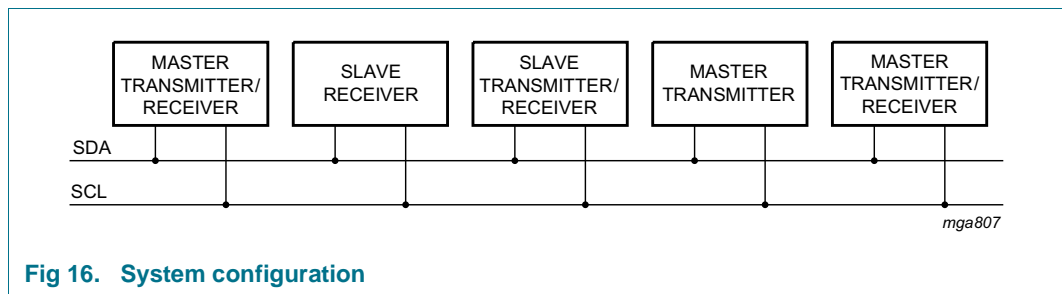 MASTER
TRANSMITTER/
RECEIVER
SLAVE
RECEIVER
SLAVE
TRANSMITTER/
RECEIVER
MASTER
TRANSMITTER
MASTER
TRANSMITTER/
RECEIVER
SDA
SCL
mga807
Fig 16. System configuration